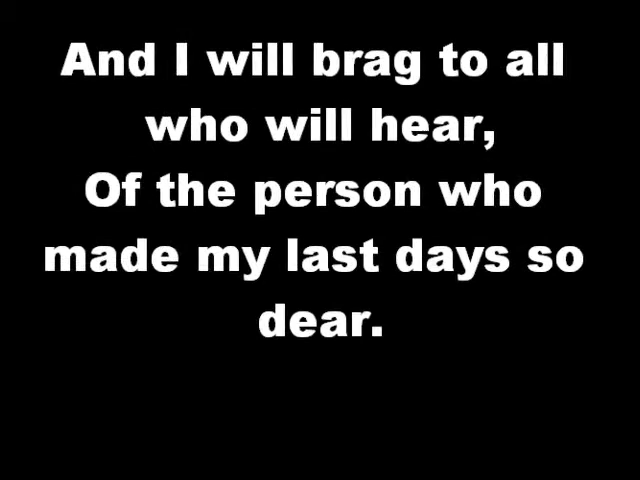 And I will brag to all
who will hear,
Of the person who
made my last days so
dear.